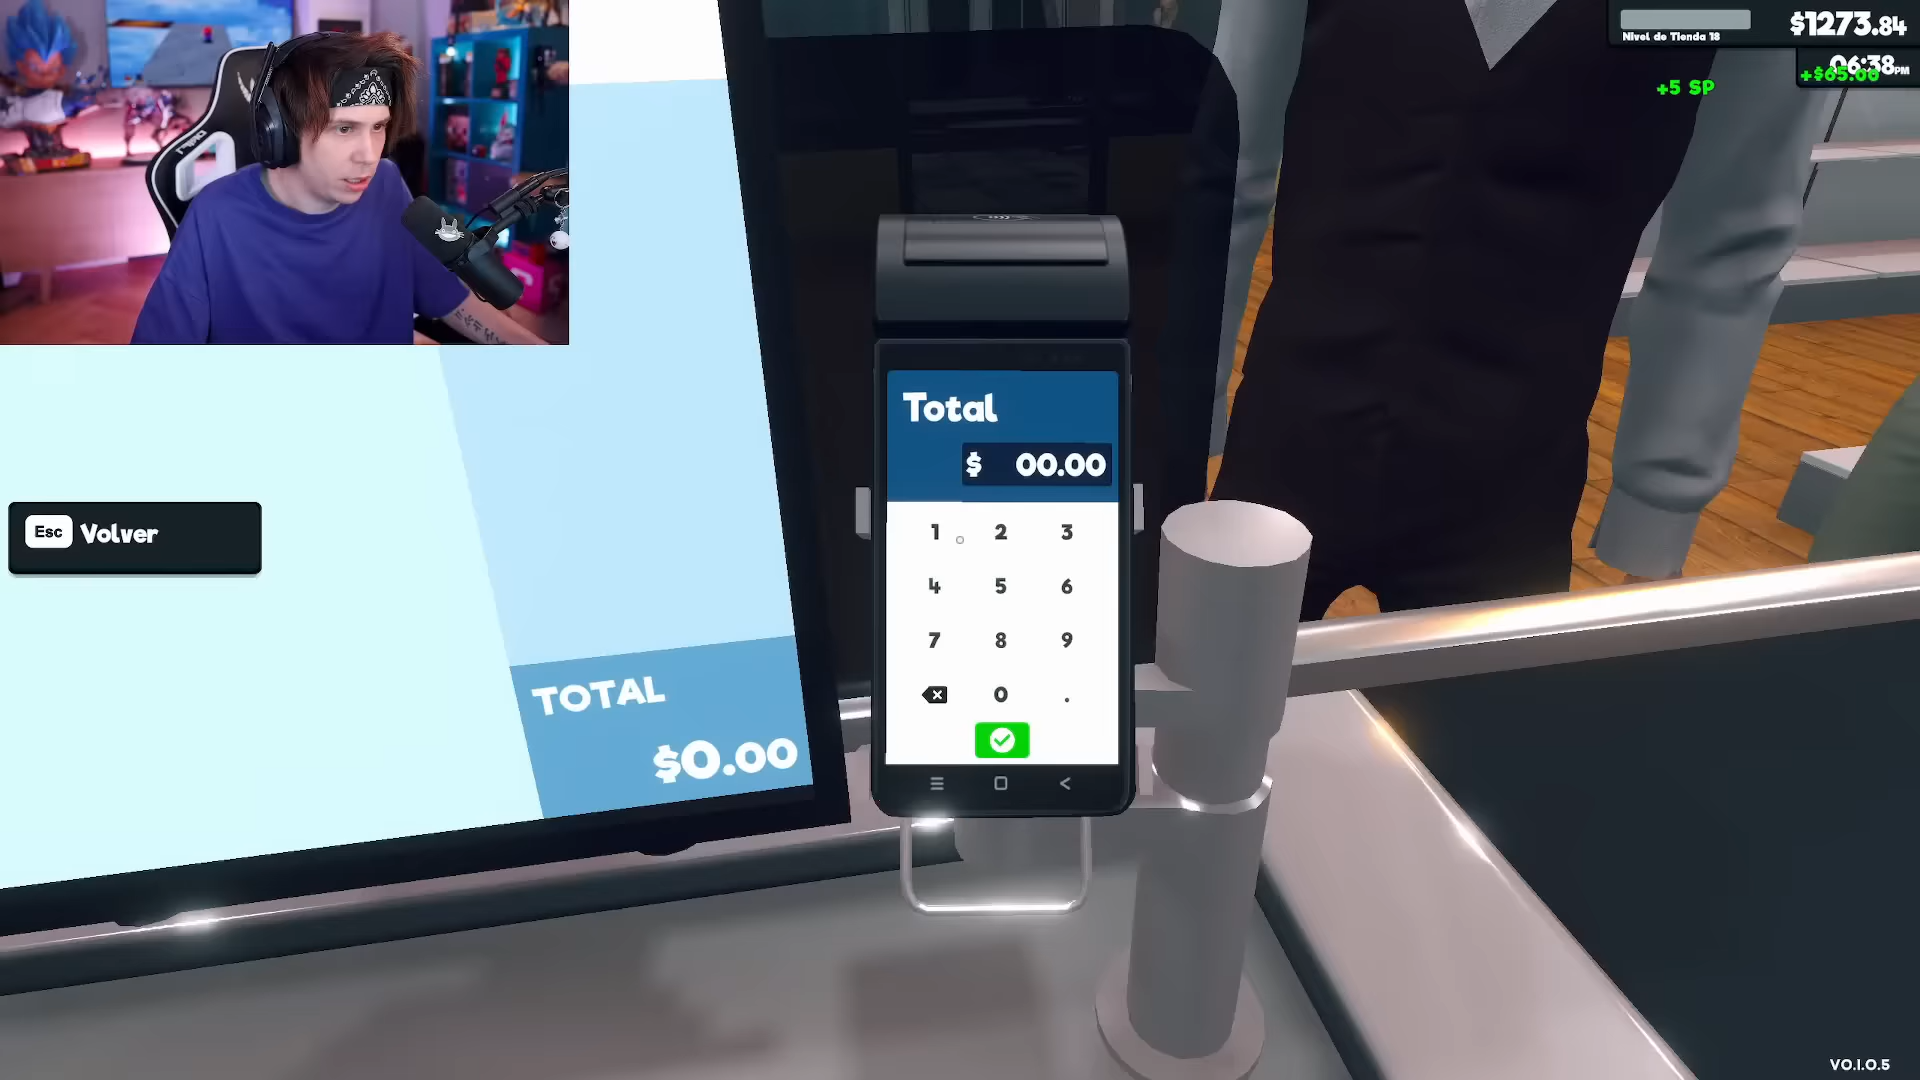 $1273.84
Nivel de Tienda 18
06:38PM
+$65.00
+5 SP
Total
$ 00.00
1 2 3
4 5 6
7 8 9
0 .
Esc Volver
TOTAL
$0.00
V0.1.0.5